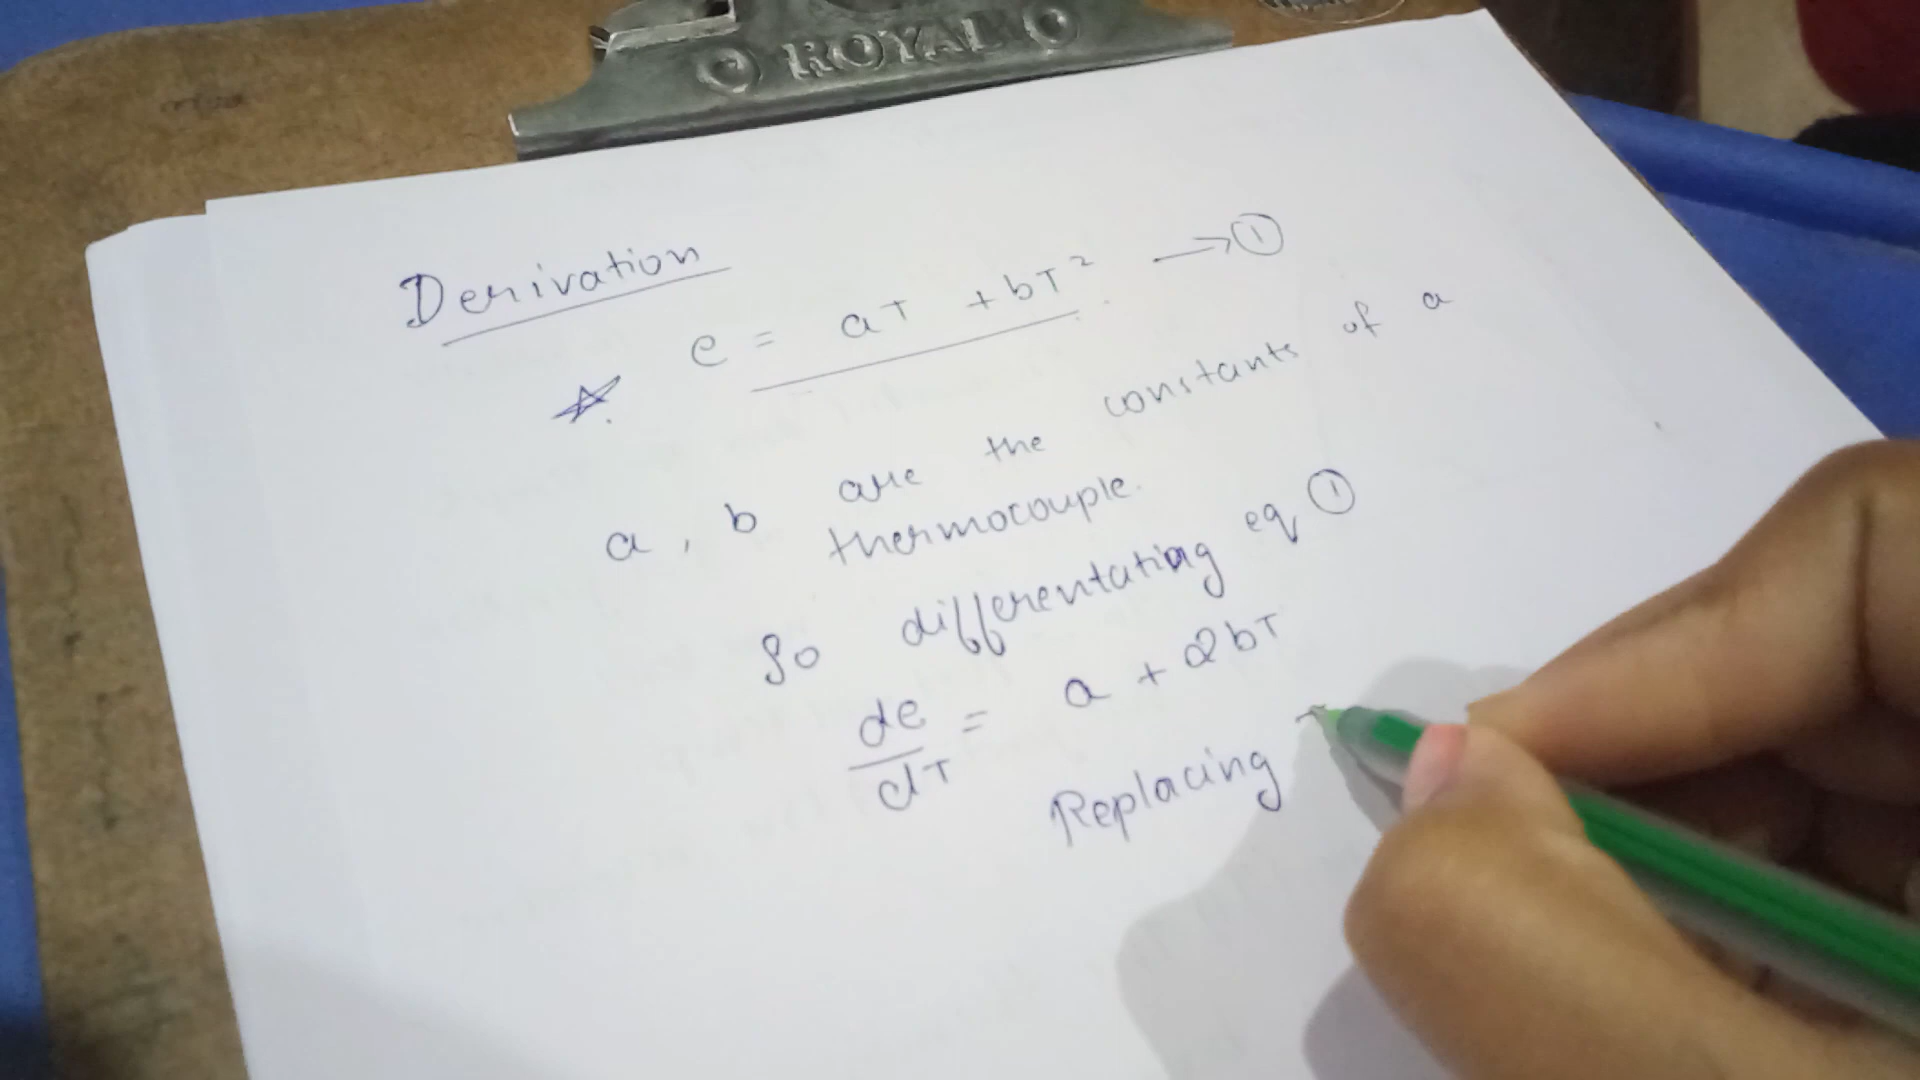 ROYAL
Derivation
e = aT + bT² → ①
a, b are the constants of a
thermocouple.
So differentating eq ①
de/dT = a + 2bT
Replacing T